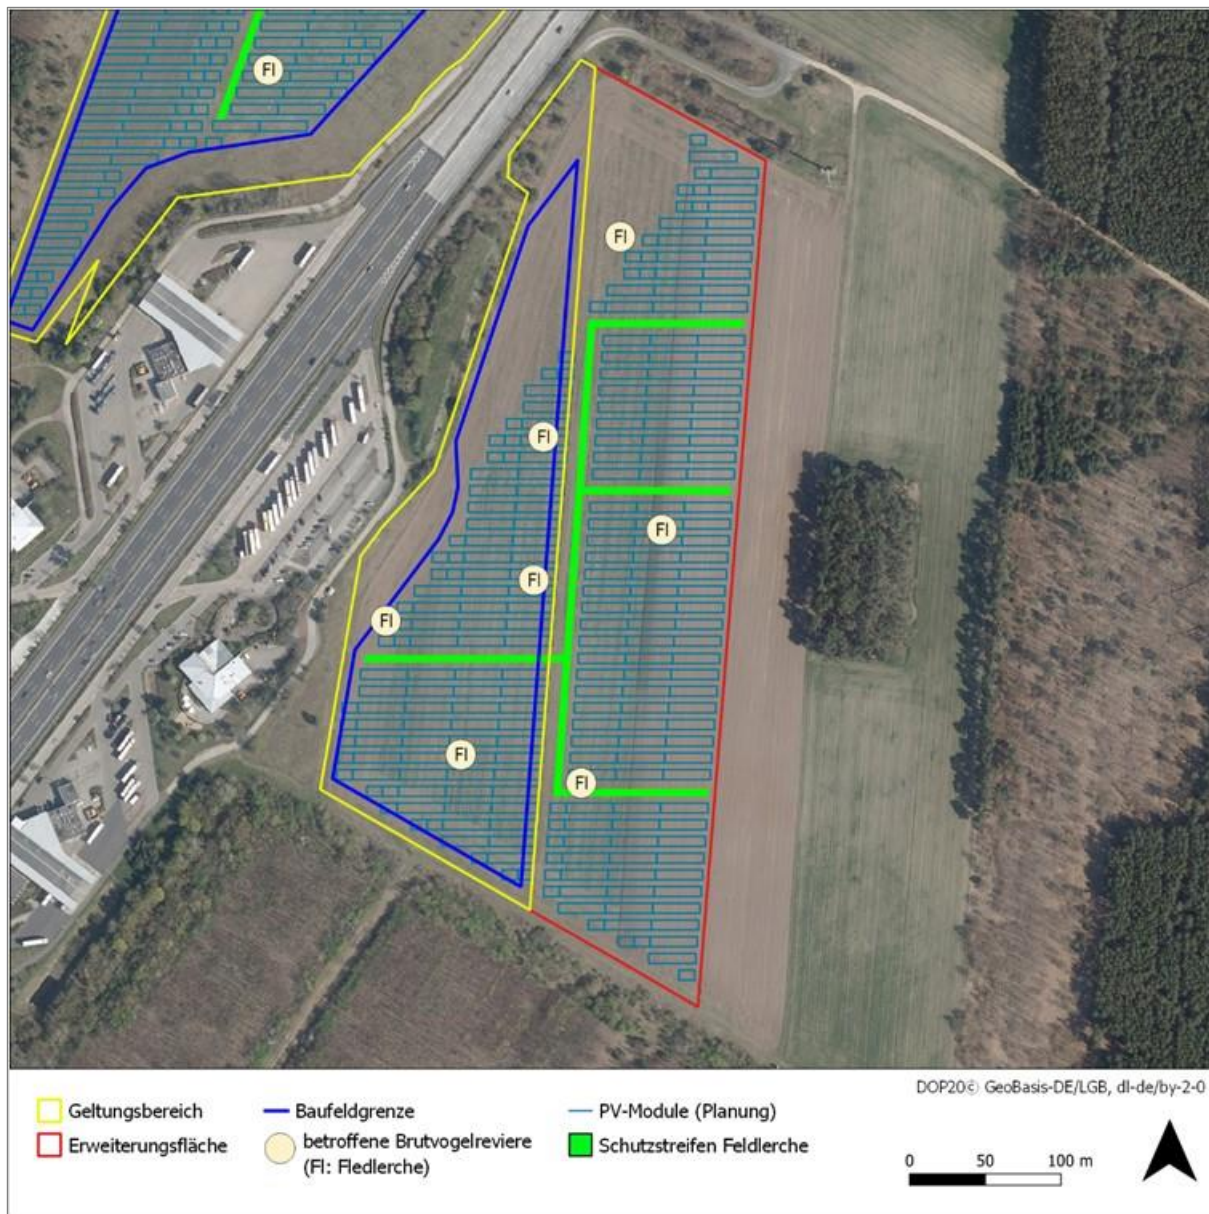 Fl
Fl
Fl
Fl
Fl
Fl
Fl
Fl
DOP20© GeoBasis-DE/LGB, dl-de/by-2-0
Geltungsbereich
Baufeldgrenze
PV-Module (Planung)
Erweiterungsfläche
betroffene Brutvogelreviere
(Fl: Fledlerche)
Schutzstreifen Feldlerche
0 50 100 m